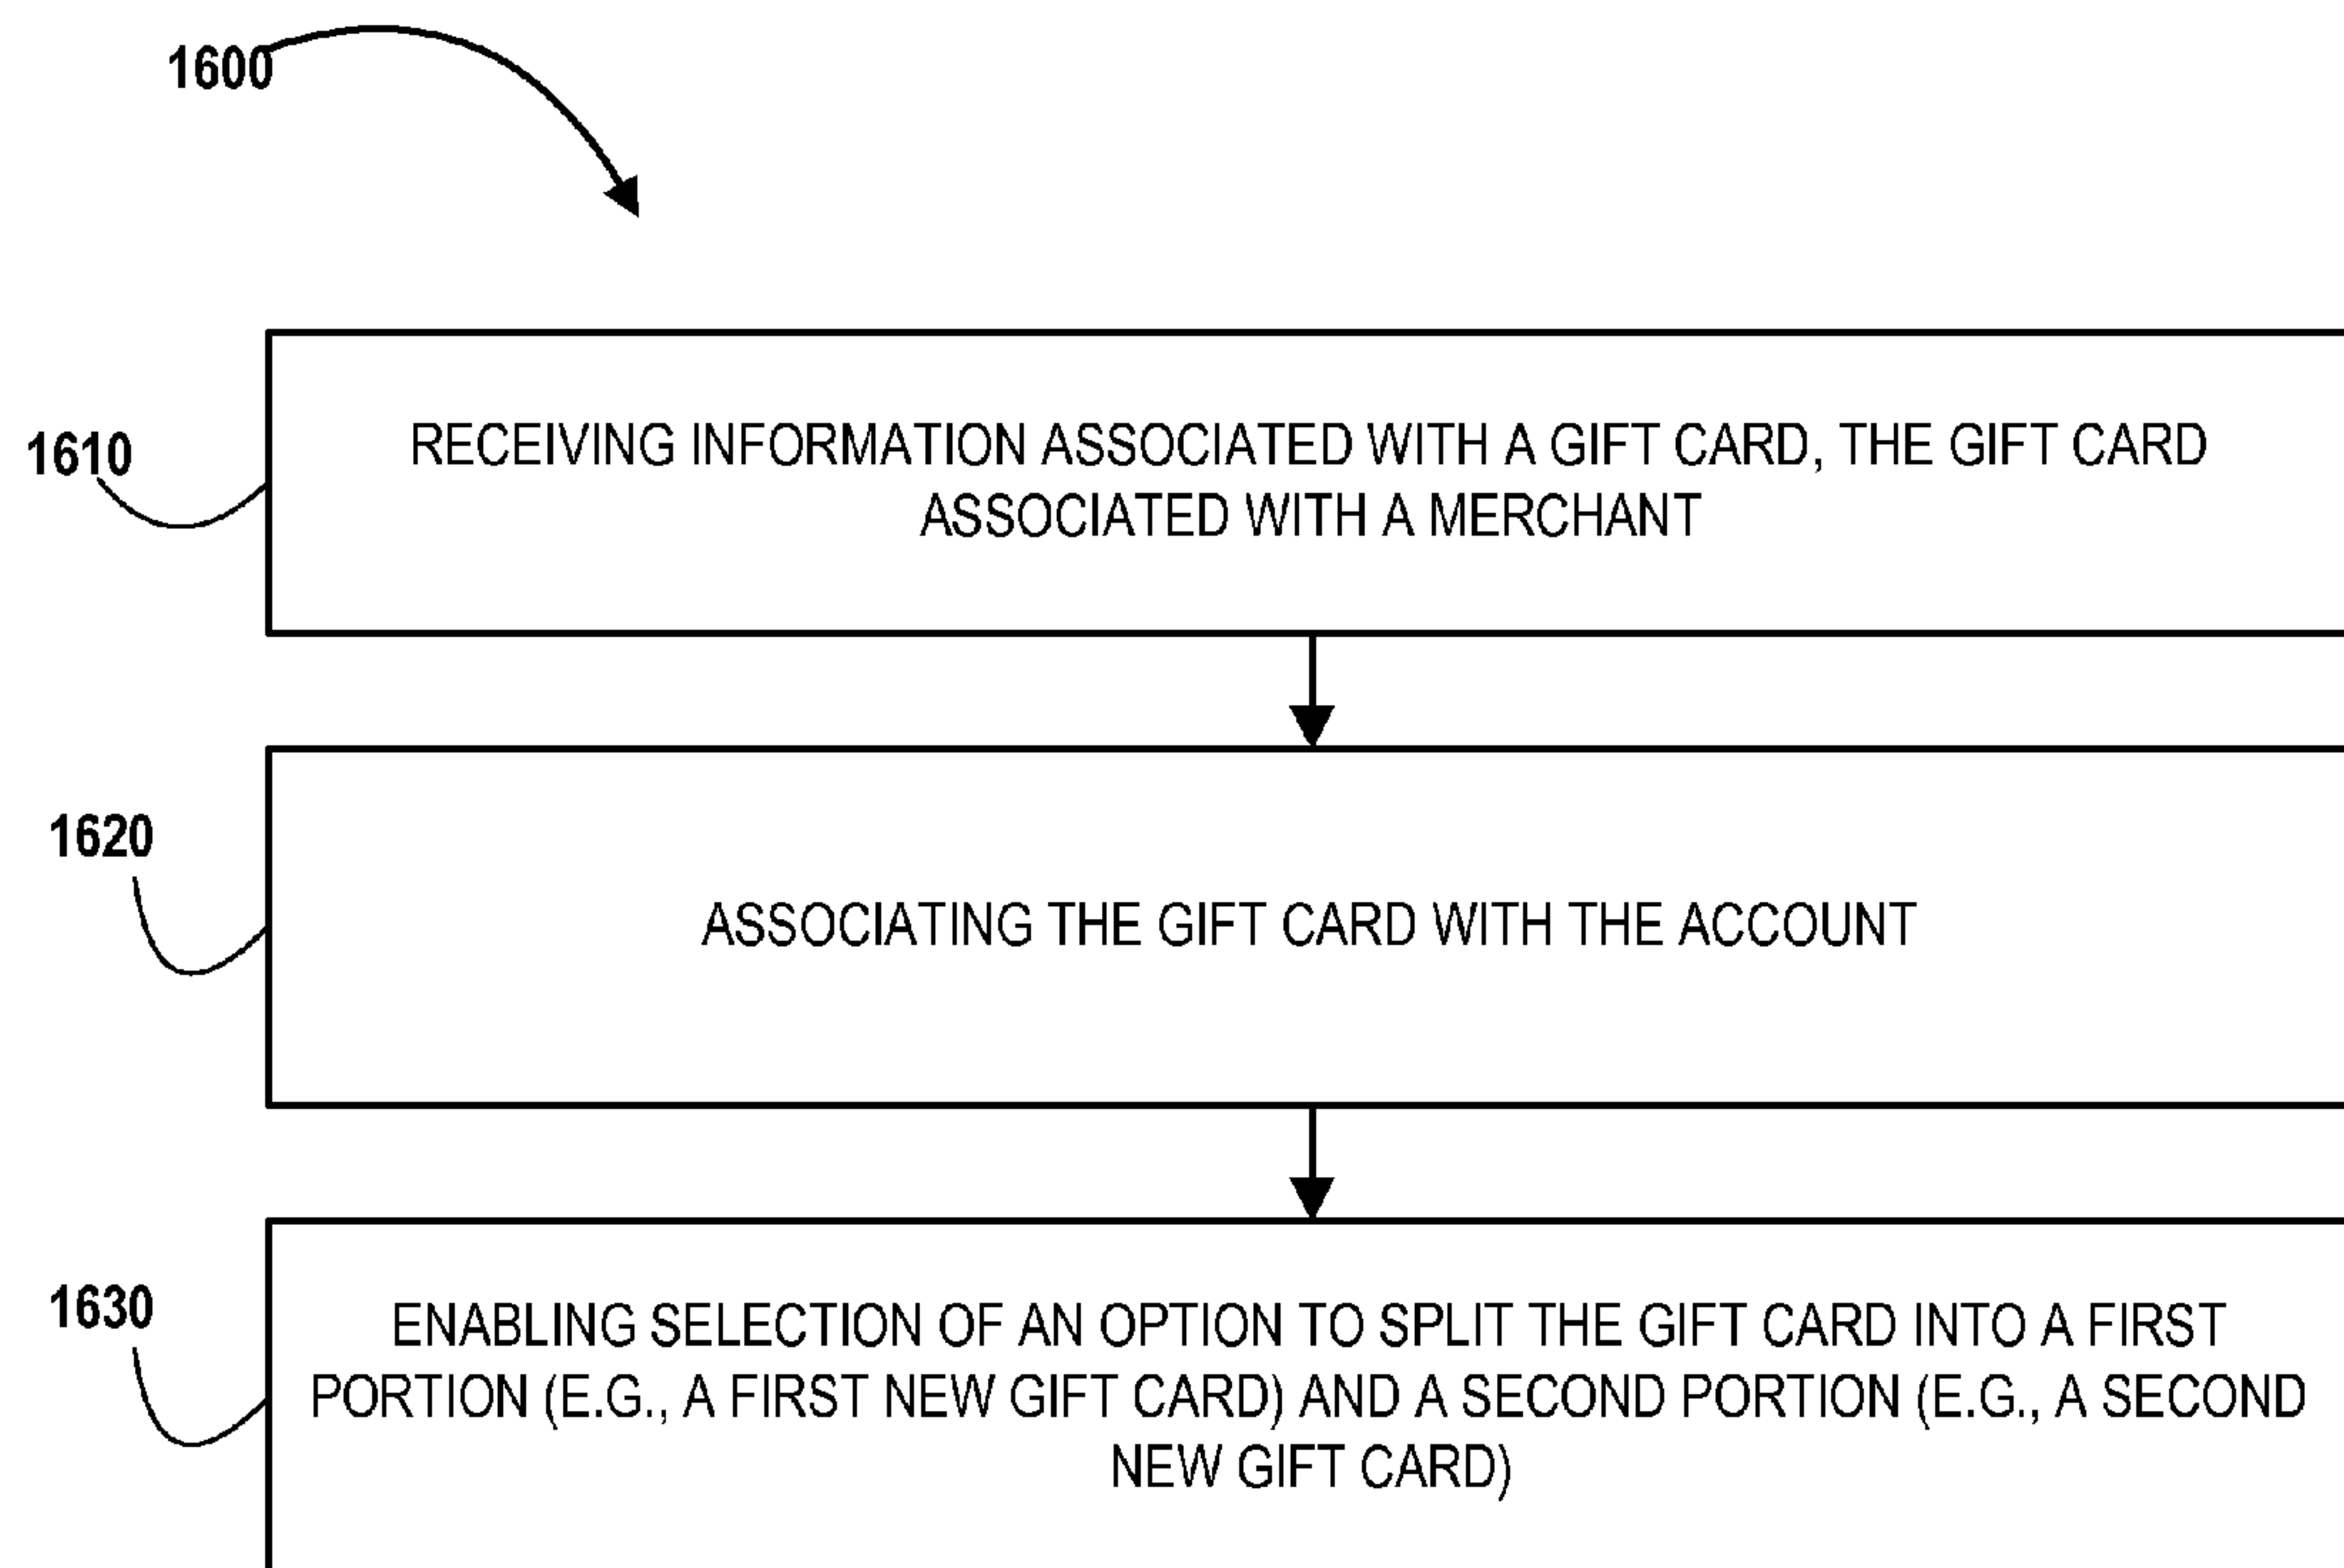 1600
1610
RECEIVING INFORMATION ASSOCIATED WITH A GIFT CARD, THE GIFT CARD
ASSOCIATED WITH A MERCHANT
1620
ASSOCIATING THE GIFT CARD WITH THE ACCOUNT
1630
ENABLING SELECTION OF AN OPTION TO SPLIT THE GIFT CARD INTO A FIRST
PORTION (E.G., A FIRST NEW GIFT CARD) AND A SECOND PORTION (E.G., A SECOND
NEW GIFT CARD)